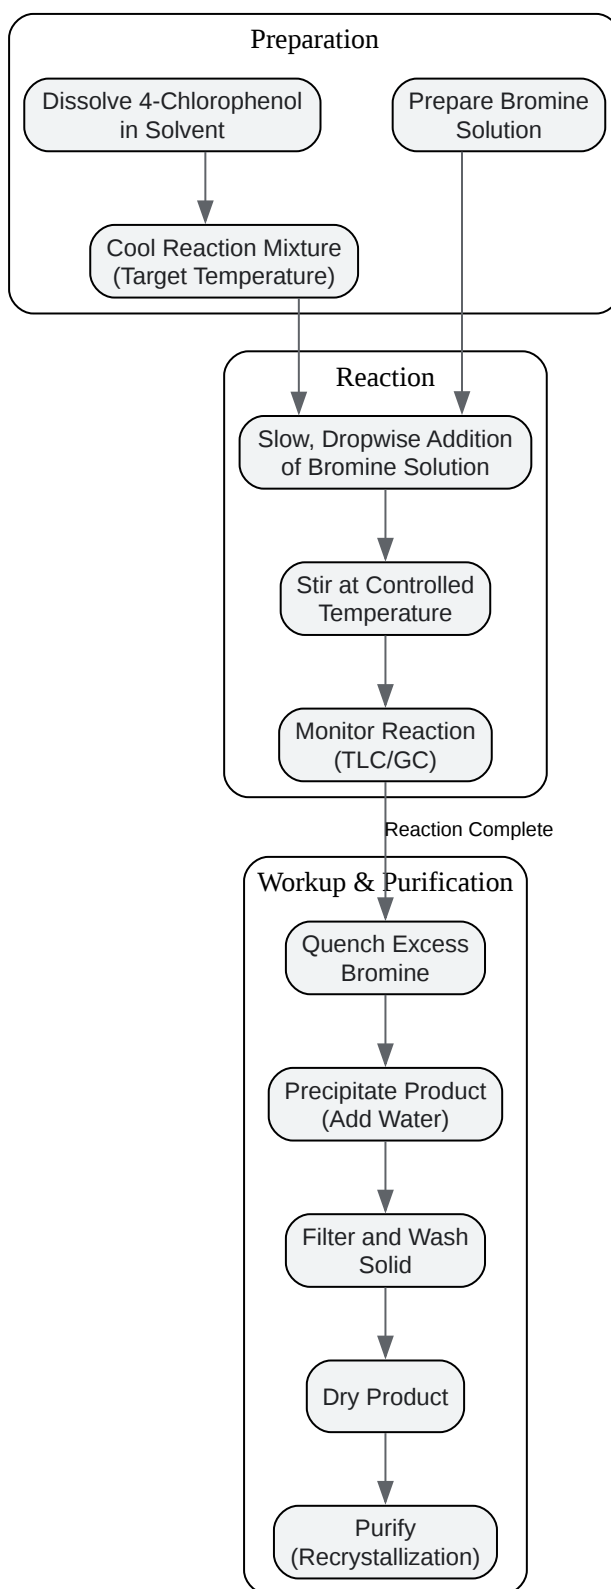 Preparation
Dissolve 4-Chlorophenol
in Solvent
Prepare Bromine
Solution
Cool Reaction Mixture
(Target Temperature)
Reaction
Slow, Dropwise Addition
of Bromine Solution
Stir at Controlled
Temperature
Monitor Reaction
(TLC/GC)
Reaction Complete
Workup & Purification
Quench Excess
Bromine
Precipitate Product
(Add Water)
Filter and Wash
Solid
Dry Product
Purify
(Recrystallization)